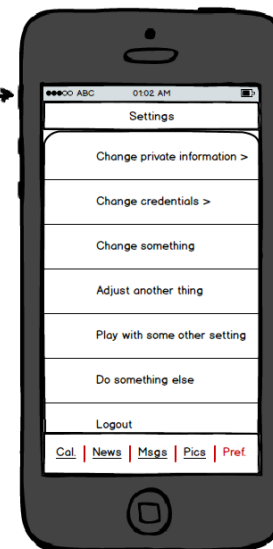 ABC 01:02 AM
Settings
Change private information >
Change credentials >
Change something
Adjust another thing
Play with some other setting
Do something else
Logout
Cal. | News | Msgs | Pics | Pref.